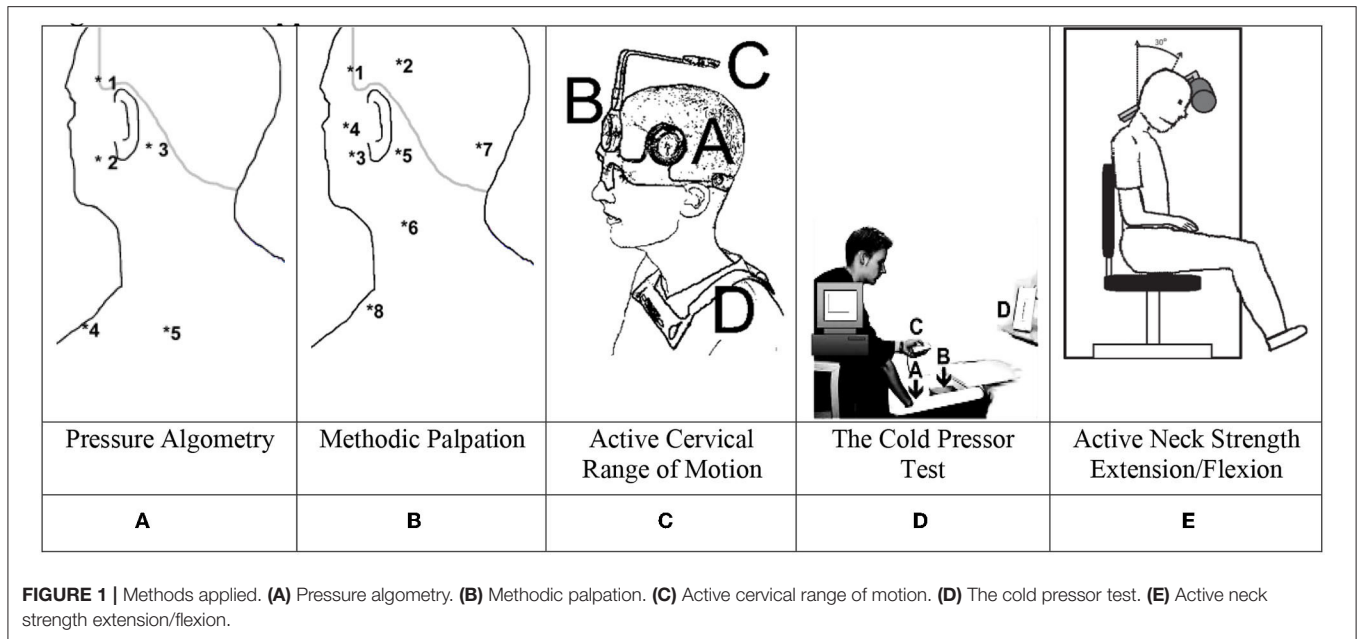 * 1
* 2
* 3
*4
*5
*1
*2
*4
*3
*5
*7
*6
*8
A
B
C
D
A
B
C
D
30°
Pressure Algometry
Methodic Palpation
Active Cervical
Range of Motion
The Cold Pressor
Test
Active Neck Strength
Extension/Flexion
A
B
C
D
E
FIGURE 1 | Methods applied. (A) Pressure algometry. (B) Methodic palpation. (C) Active cervical range of motion. (D) The cold pressor test. (E) Active neck
strength extension/flexion.